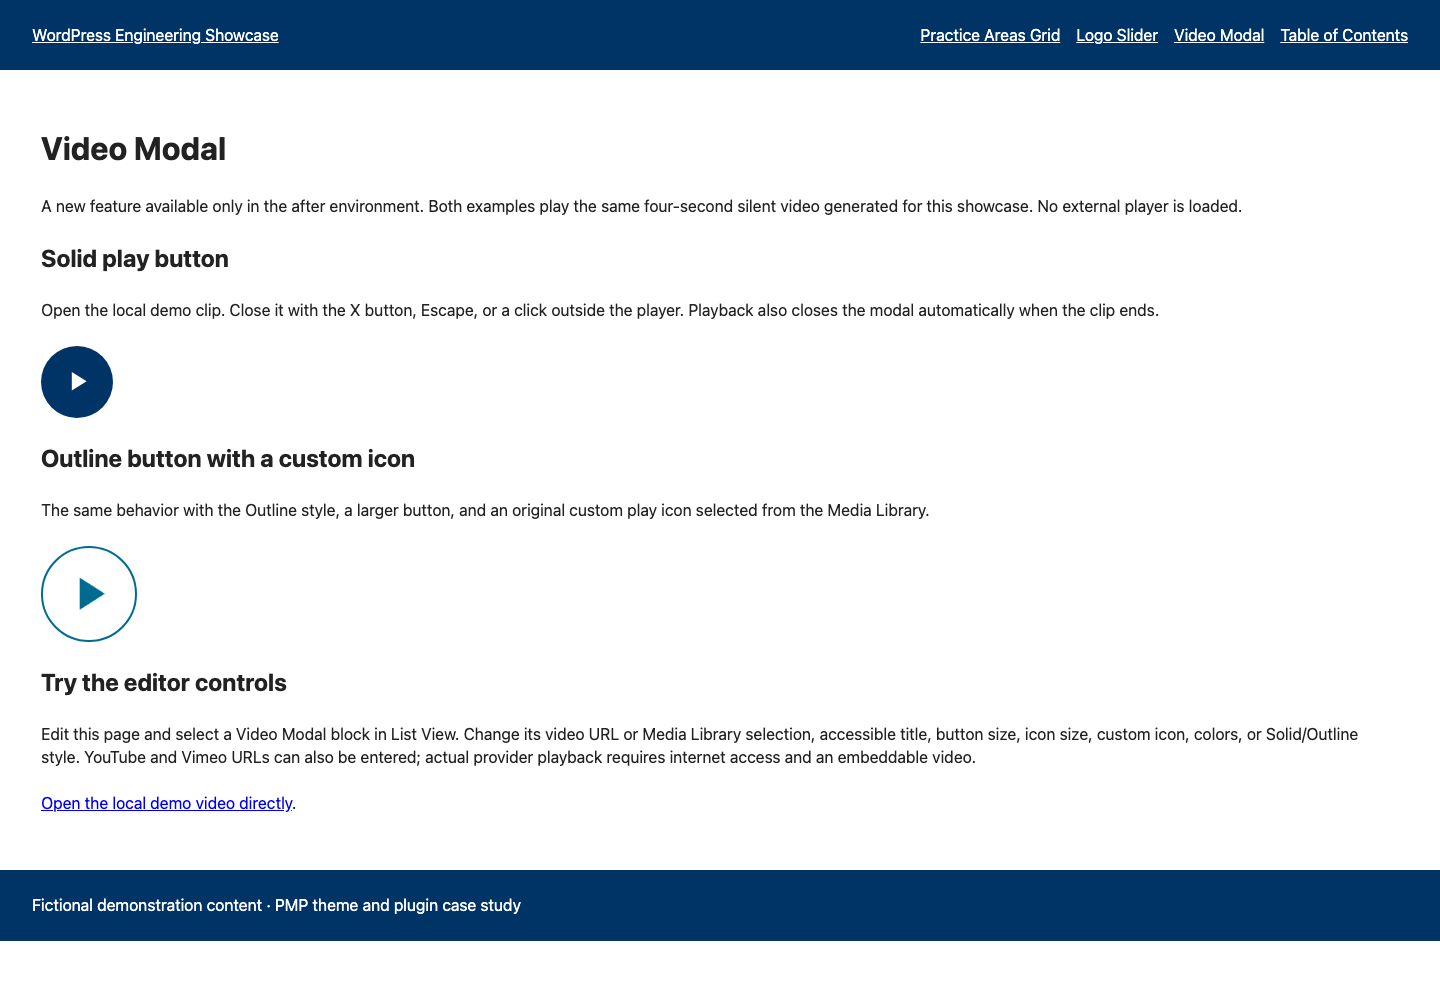 WordPress Engineering Showcase
Practice Areas Grid Logo Slider Video Modal Table of Contents
Video Modal
A new feature available only in the after environment. Both examples play the same four-second silent video generated for this showcase. No external player is loaded.
Solid play button
Open the local demo clip. Close it with the X button, Escape, or a click outside the player. Playback also closes the modal automatically when the clip ends.
Outline button with a custom icon
The same behavior with the Outline style, a larger button, and an original custom play icon selected from the Media Library.
Try the editor controls
Edit this page and select a Video Modal block in List View. Change its video URL or Media Library selection, accessible title, button size, icon size, custom icon, colors, or Solid/Outline
style. YouTube and Vimeo URLs can also be entered; actual provider playback requires internet access and an embeddable video.
Open the local demo video directly.
Fictional demonstration content · PMP theme and plugin case study